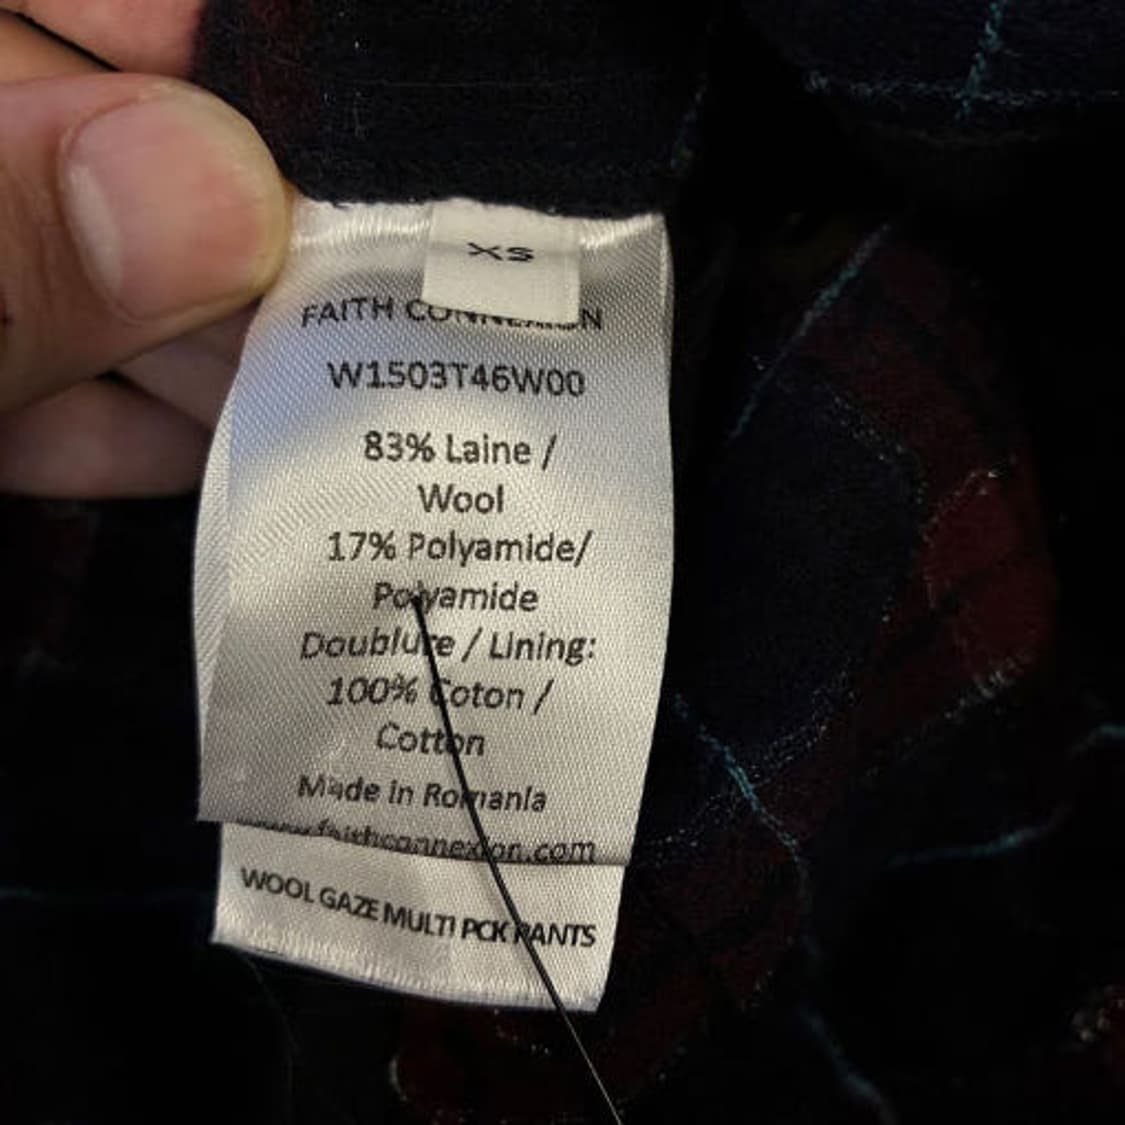 XS
FAITH CONNEXION
W1503T46W00
83% Laine /
Wool
17% Polyamide/
Polyamide
Doublure / Lining:
100% Coton /
Cotton
Made in Romania
www.faithconnexion.com
WOOL GAZE MULTI PCK PANTS